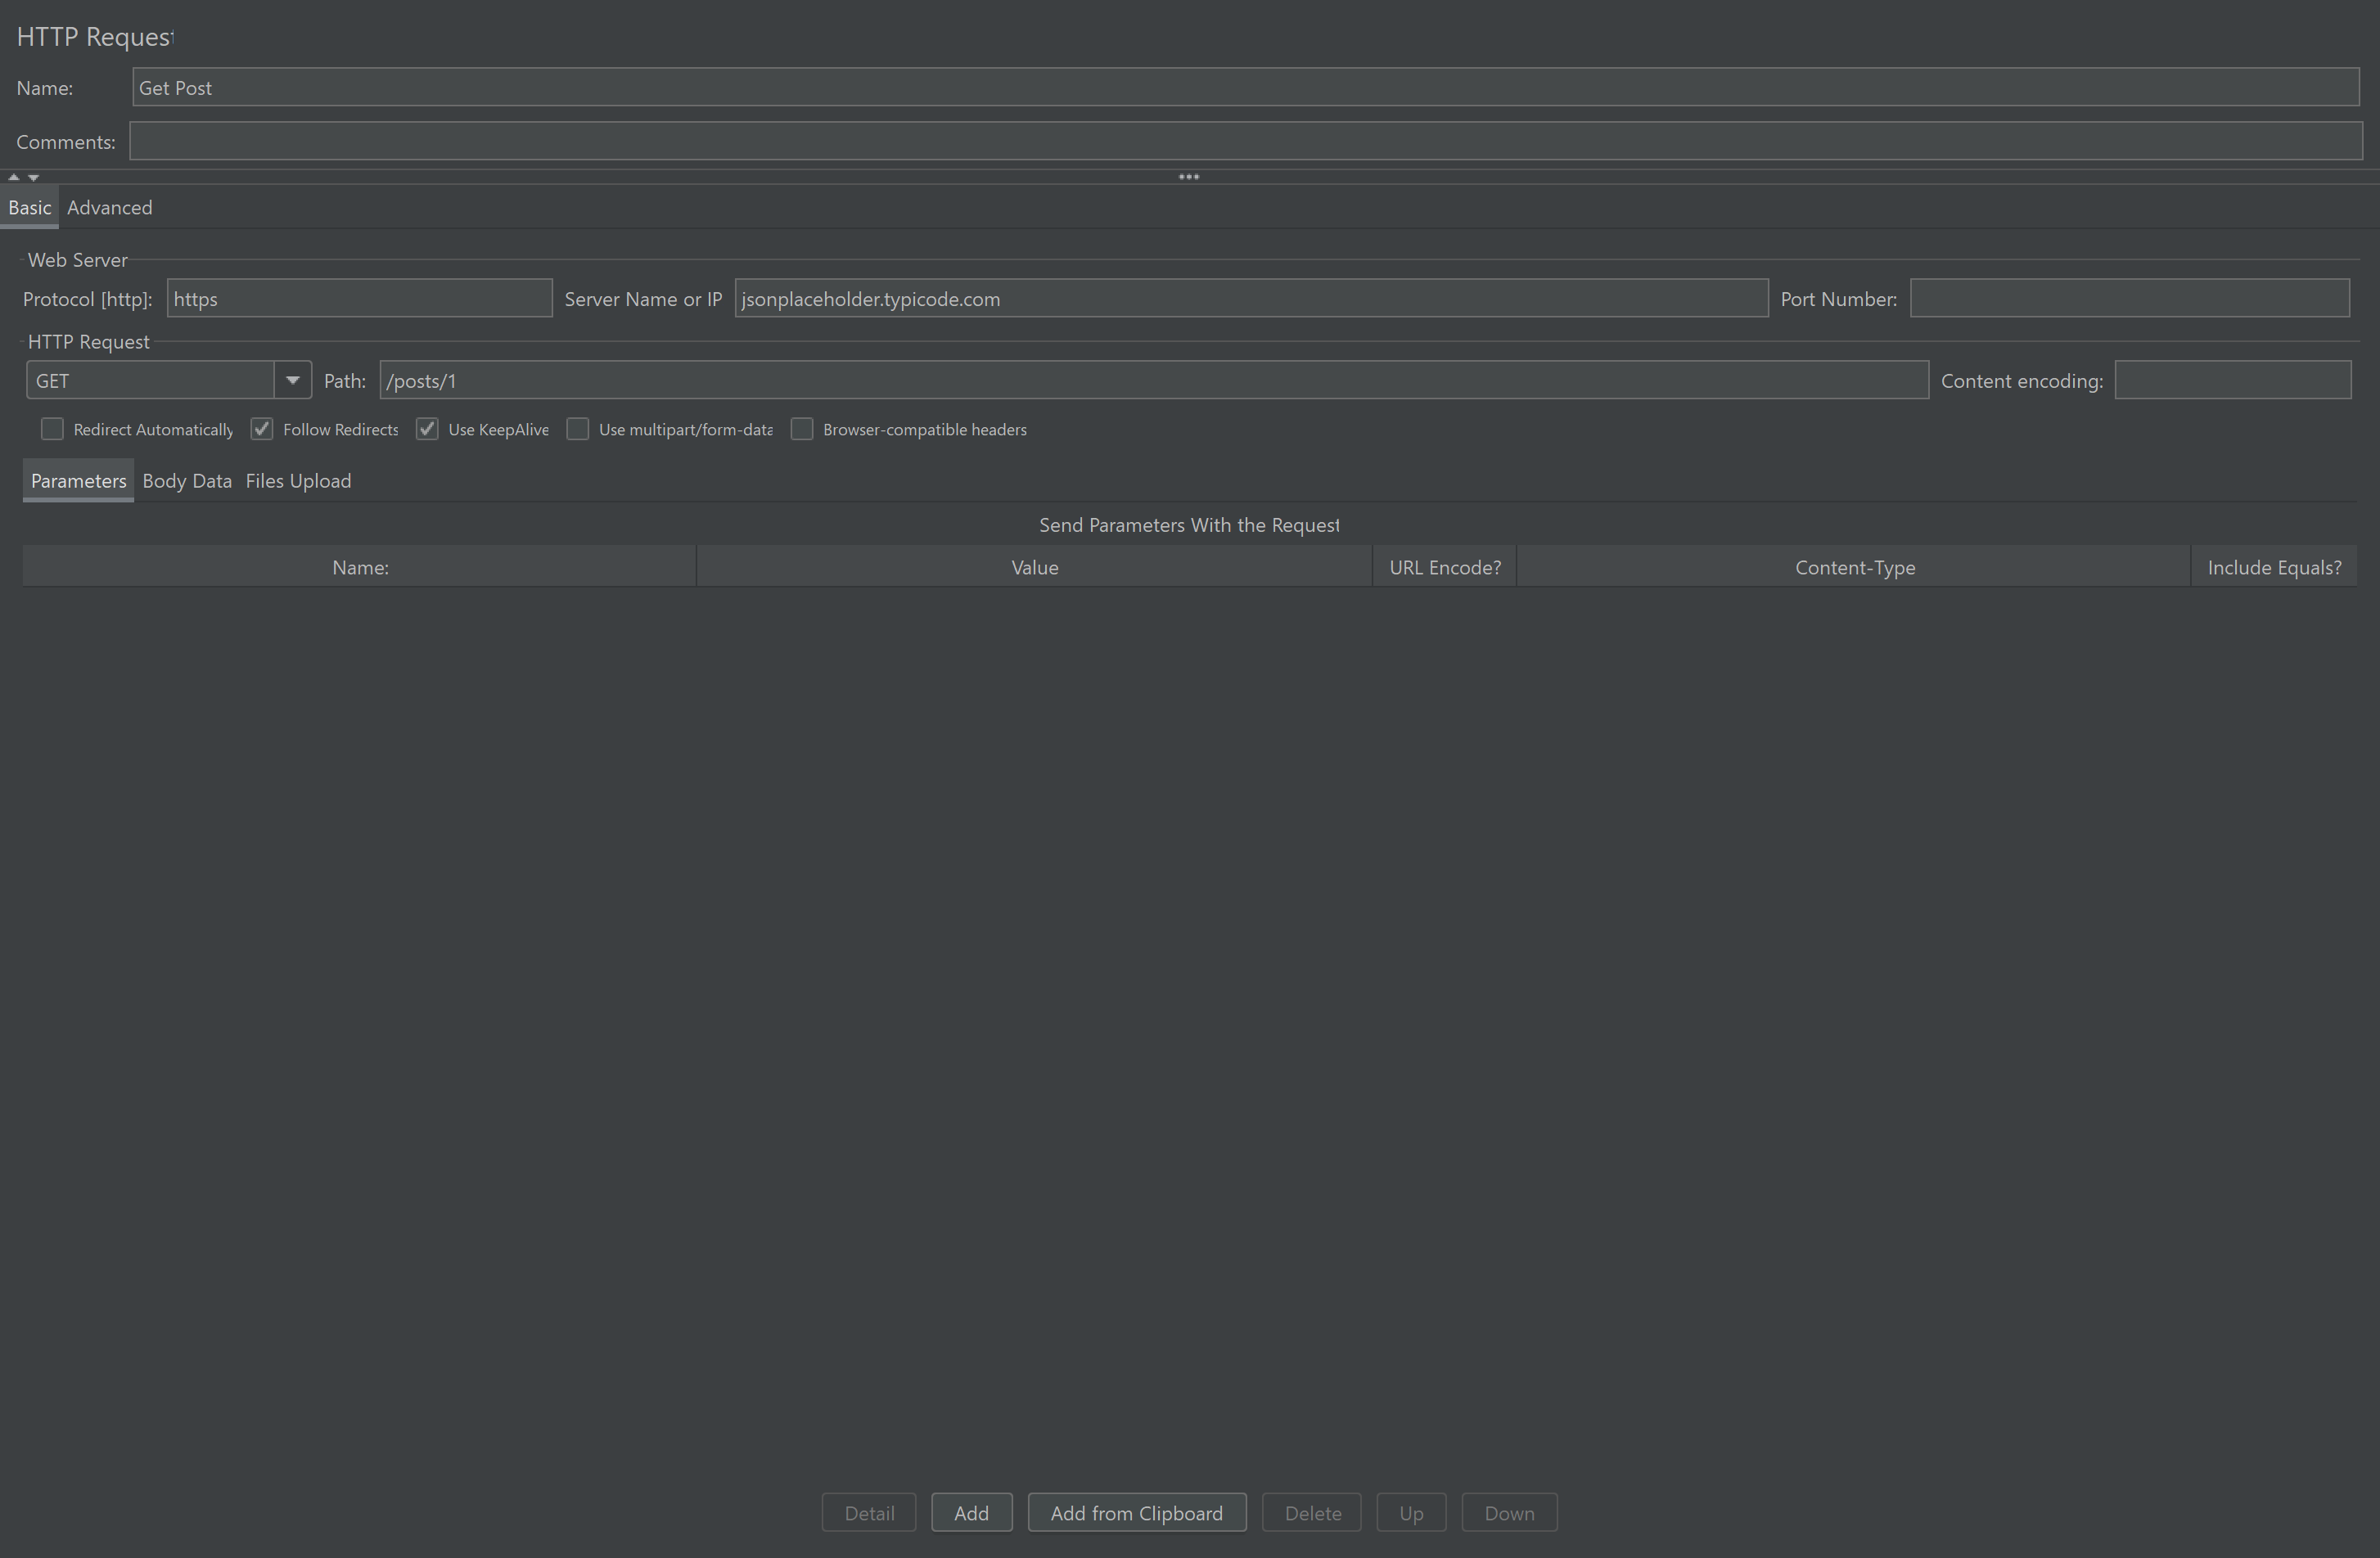 HTTP Request
Name: Get Post
Comments:
Basic Advanced
Web Server
Protocol [http]: https Server Name or IP jsonplaceholder.typicode.com Port Number:
HTTP Request
GET Path: /posts/1 Content encoding:
Redirect Automatically Follow Redirects Use KeepAlive Use multipart/form-data Browser-compatible headers
Parameters Body Data Files Upload
Send Parameters With the Request
Name: Value URL Encode? Content-Type Include Equals?
Detail Add Add from Clipboard Delete Up Down